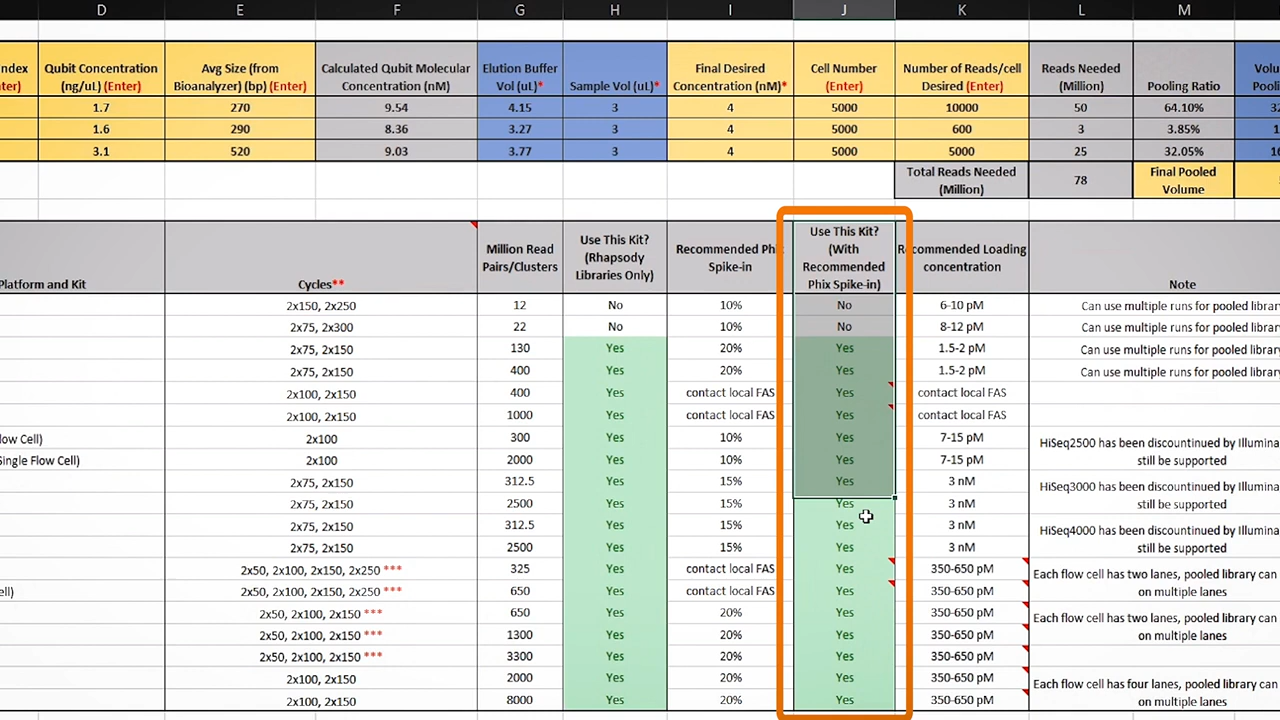 D E F G H I J K L M
ndex Qubit Concentration (ng/uL) (Enter) Avg Size (from Bioanalyzer) (bp) (Enter) Calculated Qubit Molecular Concentration (nM) Elution Buffer Vol (uL)* Sample Vol (uL)* Final Desired Concentration (nM)* Cell Number (Enter) Number of Reads/cell Desired (Enter) Reads Needed (Million) Pooling Ratio
1.7 270 9.54 4.15 3 4 5000 10000 50 64.10%
1.6 290 8.36 3.27 3 4 5000 600 3 3.85%
3.1 520 9.03 3.77 3 4 5000 5000 25 32.05%
Total Reads Needed (Million) 78 Final Pooled Volume
Platform and Kit Cycles** Million Read Pairs/Clusters Use This Kit? (Rhapsody Libraries Only) Recommended Phix Spike-in Use This Kit? (With Recommended Phix Spike-in) Recommended Loading concentration Note
2x150, 2x250 12 No 10% No 6-10 pM Can use multiple runs for pooled library
2x75, 2x300 22 No 10% No 8-12 pM Can use multiple runs for pooled library
2x75, 2x150 130 Yes 20% Yes 1.5-2 pM Can use multiple runs for pooled library
2x75, 2x150 400 Yes 20% Yes 1.5-2 pM Can use multiple runs for pooled library
2x100, 2x150 400 Yes contact local FAS Yes contact local FAS
2x100, 2x150 1000 Yes contact local FAS Yes contact local FAS
low Cell) 2x100 300 Yes 10% Yes 7-15 pM HiSeq2500 has been discontinued by Illumina
Single Flow Cell) 2x100 2000 Yes 10% Yes 7-15 pM still be supported
2x75, 2x150 312.5 Yes 15% Yes 3 nM HiSeq3000 has been discontinued by Illumina
2x75, 2x150 2500 Yes 15% Yes 3 nM still be supported
2x75, 2x150 312.5 Yes 15% Yes 3 nM HiSeq4000 has been discontinued by Illumina
2x75, 2x150 2500 Yes 15% Yes 3 nM still be supported
2x50, 2x100, 2x150, 2x250 *** 325 Yes contact local FAS Yes 350-650 pM Each flow cell has two lanes, pooled library can
ell) 2x50, 2x100, 2x150, 2x250 *** 650 Yes contact local FAS Yes 350-650 pM on multiple lanes
2x50, 2x100, 2x150 *** 650 Yes 20% Yes 350-650 pM Each flow cell has two lanes, pooled library can
2x50, 2x100, 2x150 *** 1300 Yes 20% Yes 350-650 pM on multiple lanes
2x50, 2x100, 2x150 *** 3300 Yes 20% Yes 350-650 pM
2x100, 2x150 2000 Yes 20% Yes 350-650 pM Each flow cell has four lanes, pooled library can
2x100, 2x150 8000 Yes 20% Yes 350-650 pM on multiple lanes